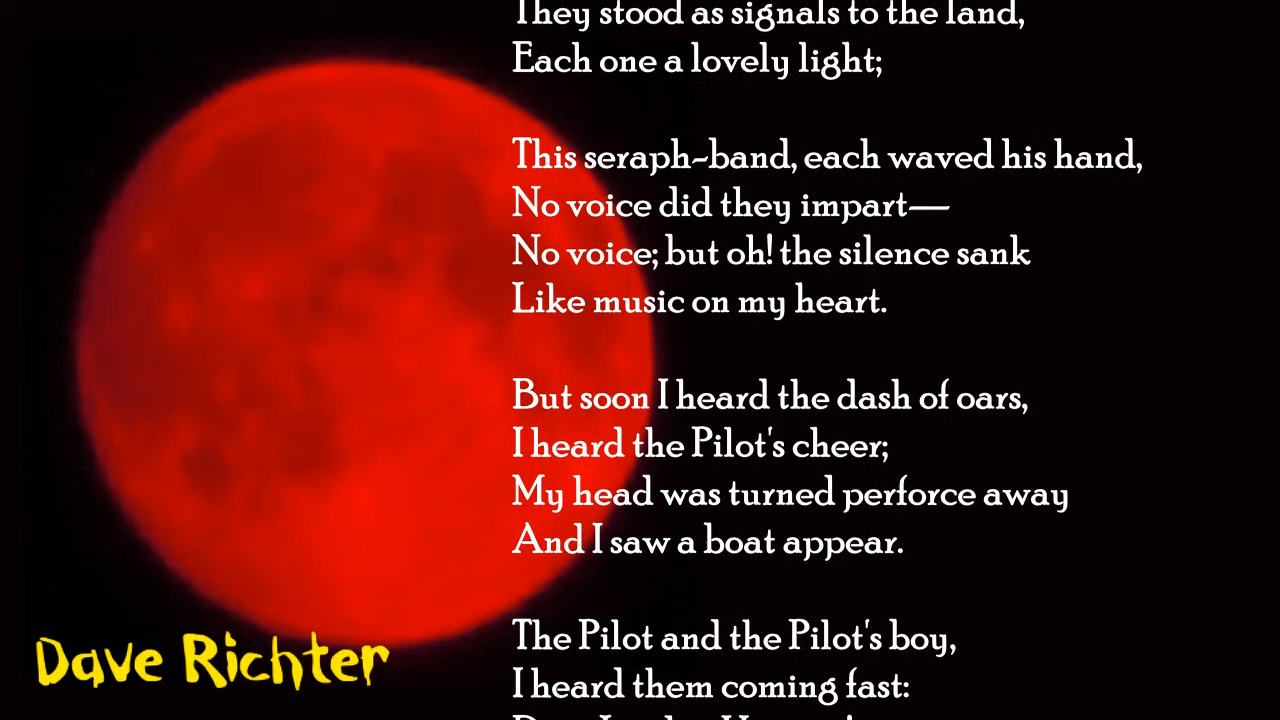 They stood as signals to the land,
Each one a lovely light;
This seraph-band, each waved his hand,
No voice did they impart—
No voice; but oh! the silence sank
Like music on my heart.
But soon I heard the dash of oars,
I heard the Pilot's cheer;
My head was turned perforce away
And I saw a boat appear.
The Pilot and the Pilot's boy,
I heard them coming fast:
Dave Richter